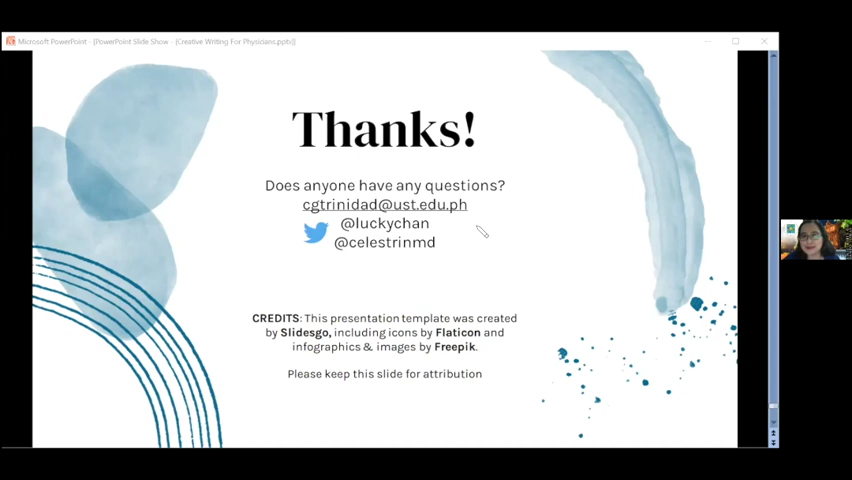 Microsoft PowerPoint - [PowerPoint Slide Show - [Creative Writing For Physicians.pptx]]
Thanks!
Does anyone have any questions?
cgtrinidad@ust.edu.ph
@luckychan
@celestrinmd
CREDITS: This presentation template was created
by Slidesgo, including icons by Flaticon and
infographics & images by Freepik.
Please keep this slide for attribution